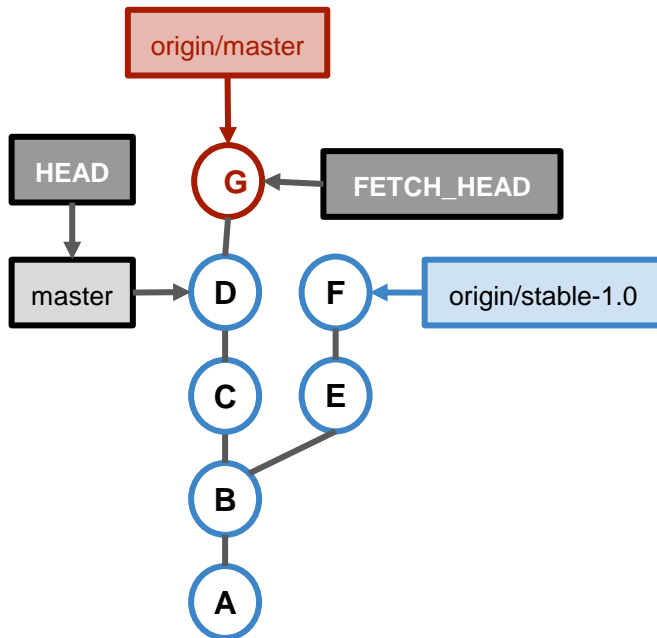 origin/master
HEAD
G
FETCH_HEAD
master
D
F
origin/stable-1.0
C
E
B
A